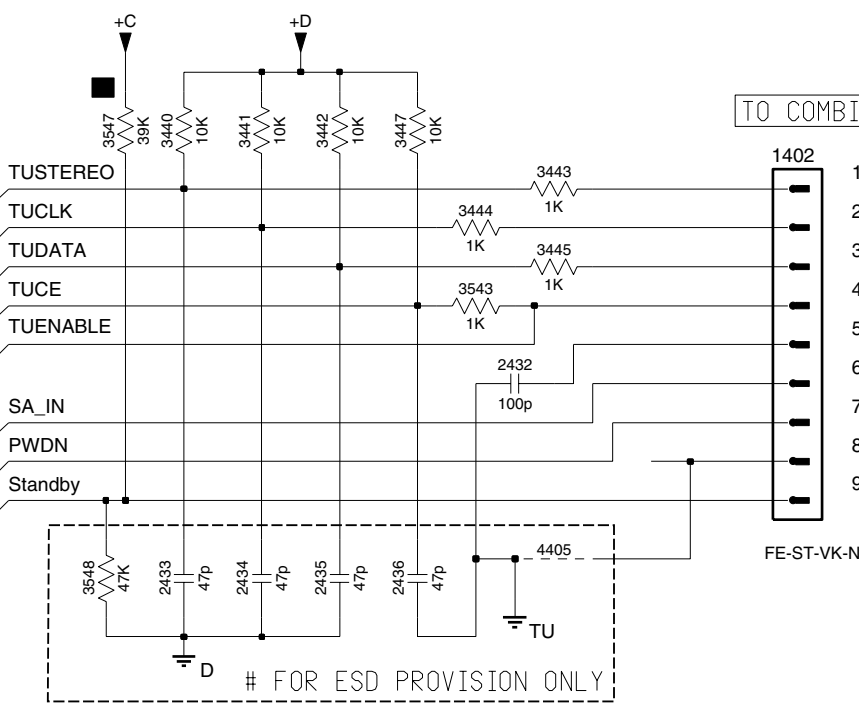 +C
+D
3547
39K
3440
10K
3441
10K
3442
10K
3447
10K
TO COMBI
1402
TUSTEREO
3443
1K
1
TUCLK
3444
1K
2
TUDATA
3445
1K
3
TUCE
3543
1K
4
TUENABLE
5
2432
100p
6
SA_IN
7
PWDN
8
Standby
9
3548
47K
2433
47p
2434
47p
2435
47p
2436
47p
4405
FE-ST-VK-N
TU
D
# FOR ESD PROVISION ONLY